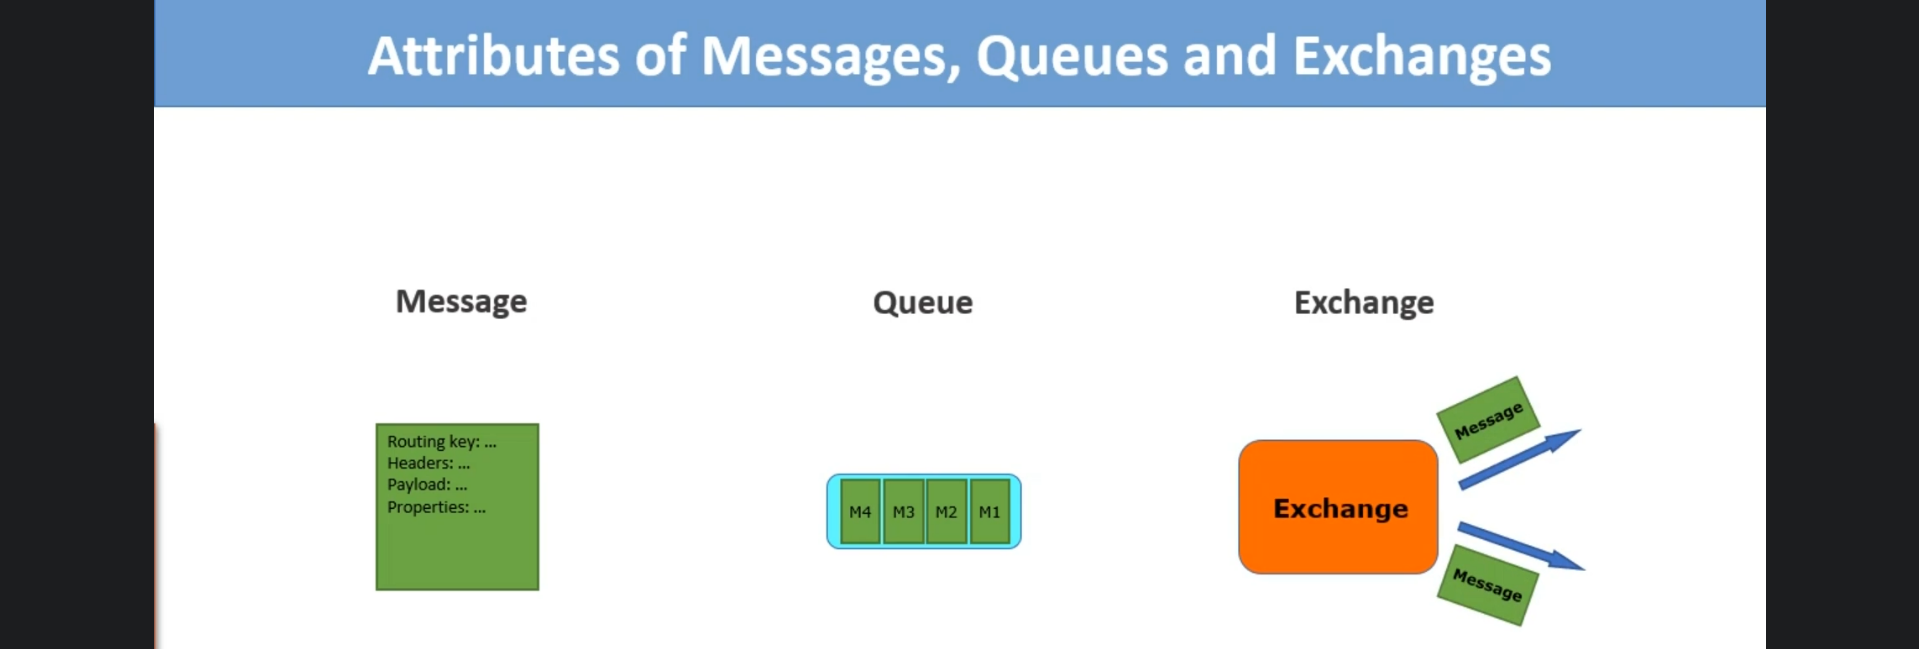 Attributes of Messages, Queues and Exchanges
Message
Queue
Exchange
Routing key: ...
Headers: ...
Payload: ...
Properties: ...
M4 M3 M2 M1
Exchange
Message
Message